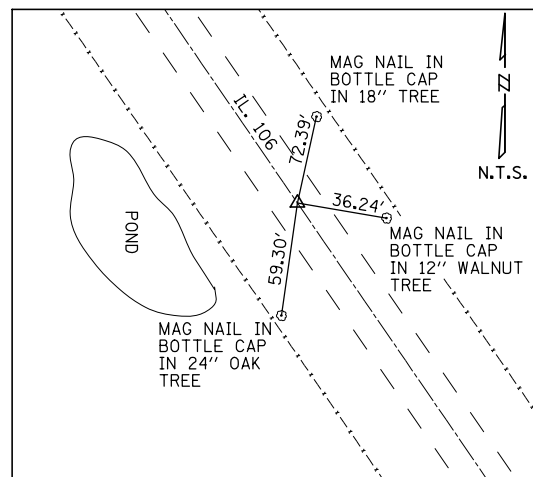 MAG NAIL IN
BOTTLE CAP
IN 18" TREE
N
N.T.S.
IL. 106
72.39'
36.24'
59.30'
POND
MAG NAIL IN
BOTTLE CAP
IN 12" WALNUT
TREE
MAG NAIL IN
BOTTLE CAP
IN 24" OAK
TREE